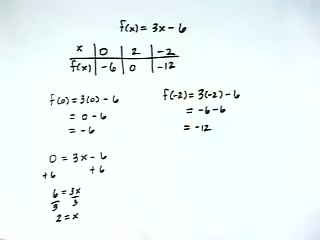 f(x) = 3x - 6
x | 0 | 2 | -2
f(x) | -6 | 0 | -12
f(0) = 3(0) - 6
= 0 - 6
= -6
f(-2) = 3(-2) - 6
= -6 - 6
= -12
0 = 3x - 6
+6 +6
6/3 = 3x/3
2 = x